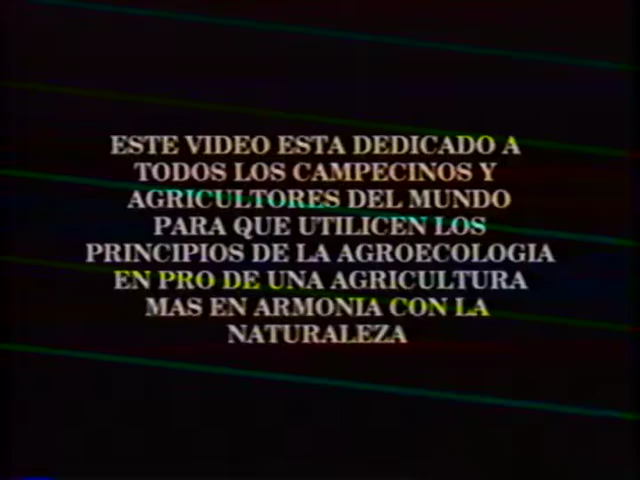 ESTE VIDEO ESTA DEDICADO A
TODOS LOS CAMPECINOS Y
AGRICULTORES DEL MUNDO
PARA QUE UTILICEN LOS
PRINCIPIOS DE LA AGROECOLOGIA
EN PRO DE UNA AGRICULTURA
MAS EN ARMONIA CON LA
NATURALEZA